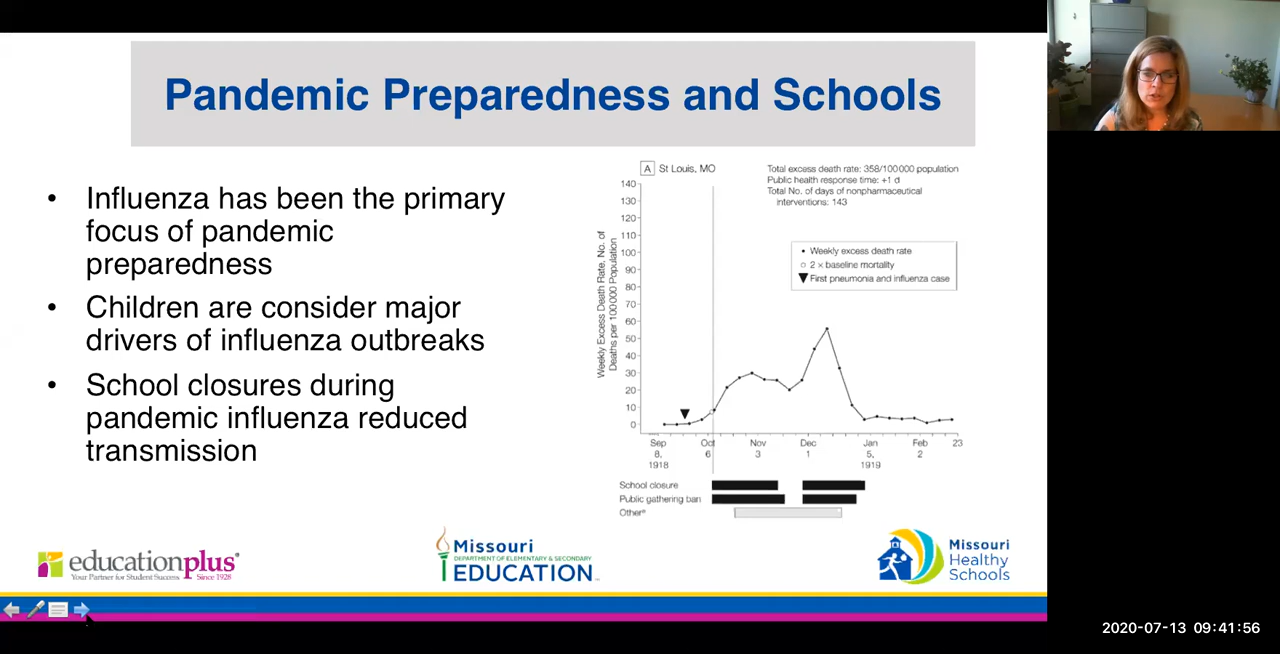 Pandemic Preparedness and Schools
• Influenza has been the primary
focus of pandemic
preparedness
• Children are consider major
drivers of influenza outbreaks
• School closures during
pandemic influenza reduced
transmission
A St Louis, MO
Total excess death rate: 358/100000 population
Public health response time: +1 d
Total No. of days of nonpharmaceutical
interventions: 143
Weekly Excess Death Rate, No. of
Deaths per 100000 Population
140
130
120
110
100
90
80
70
60
50
40
30
20
10
0
Weekly excess death rate
2 × baseline mortality
First pneumonia and influenza case
Sep Oct Nov Dec Jan Feb 23
8, 6 3 1 5, 2
1918 1919
School closure
Public gathering ban
Other
educationplus
Your Partner for Student Success Since 1928
Missouri
DEPARTMENT OF ELEMENTARY & SECONDARY
EDUCATION
Missouri
Healthy
Schools
2020-07-13 09:41:56